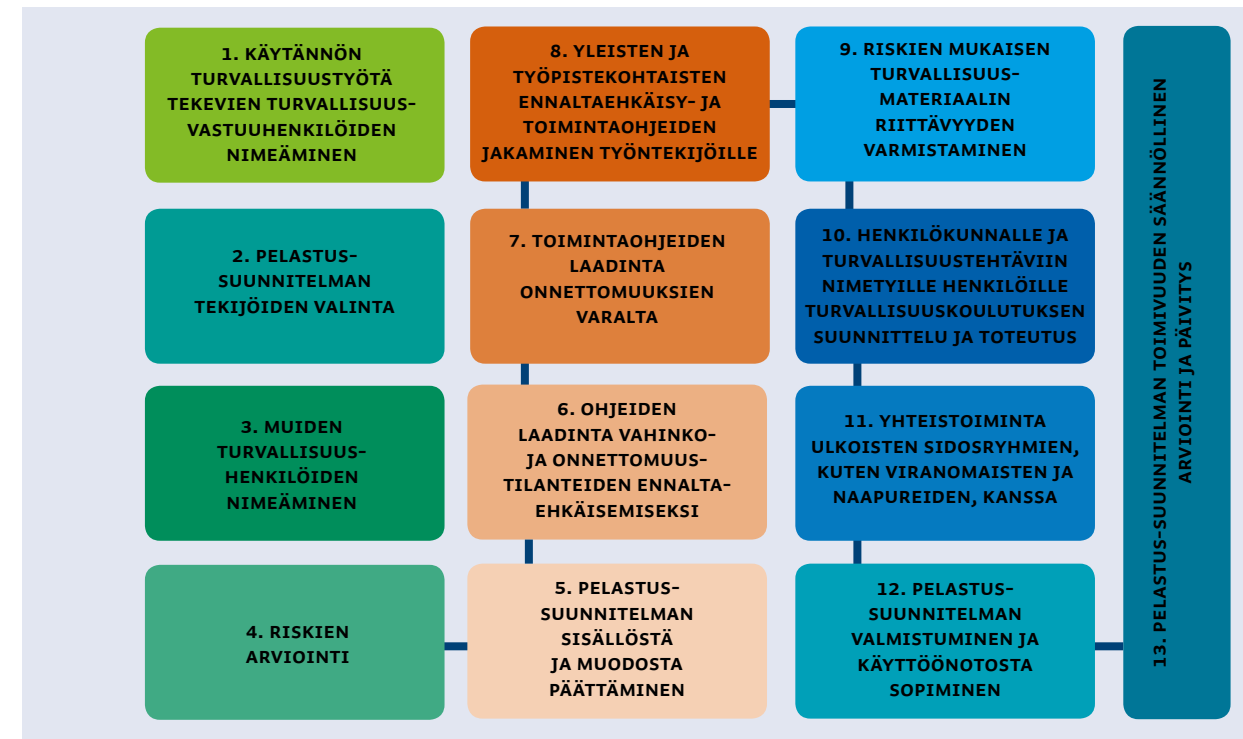 1. KÄYTÄNNÖN
TURVALLISUUSTYÖTÄ
TEKEVIEN TURVALLISUUS-
VASTUUHENKILÖIDEN
NIMEÄMINEN
2. PELASTUS-
SUUNNITELMAN
TEKIJÖIDEN VALINTA
3. MUIDEN
TURVALLISUUS-
HENKILÖIDEN
NIMEÄMINEN
4. RISKIEN
ARVIOINTI
5. PELASTUS-
SUUNNITELMAN
SISÄLLÖSTÄ
JA MUODOSTA
PÄÄTTÄMINEN
6. OHJEIDEN
LAADINTA VAHINKO-
JA ONNETTOMUUS-
TILANTEIDEN ENNALTA-
EHKÄISEMISEKSI
7. TOIMINTAOHJEIDEN
LAADINTA
ONNETTOMUUKSIEN
VARALTA
8. YLEISTEN JA
TYÖPISTEKOHTAISTEN
ENNALTAEHKÄISY- JA
TOIMINTAOHJEIDEN
JAKAMINEN TYÖNTEKIJÖILLE
9. RISKIEN MUKAISEN
TURVALLISUUS-
MATERIAALIN
RIITTÄVYYDEN
VARMISTAMINEN
10. HENKILÖKUNNALLE JA
TURVALLISUUSTEHTÄVIIN
NIMETYILLE HENKILÖILLE
TURVALLISUUSKOULUTUKSEN
SUUNNITTELU JA TOTEUTUS
11. YHTEISTOIMINTA
ULKOISTEN SIDOSRYHMIEN,
KUTEN VIRANOMAISTEN JA
NAAPUREIDEN, KANSSA
12. PELASTUS-
SUUNNITELMAN
VALMISTUMINEN JA
KÄYTTÖÖNOTOSTA
SOPIMINEN
13. PELASTUS-SUUNNITELMAN TOIMIVUUDEN SÄÄNNÖLLINEN
ARVIOINTI JA PÄIVITYS